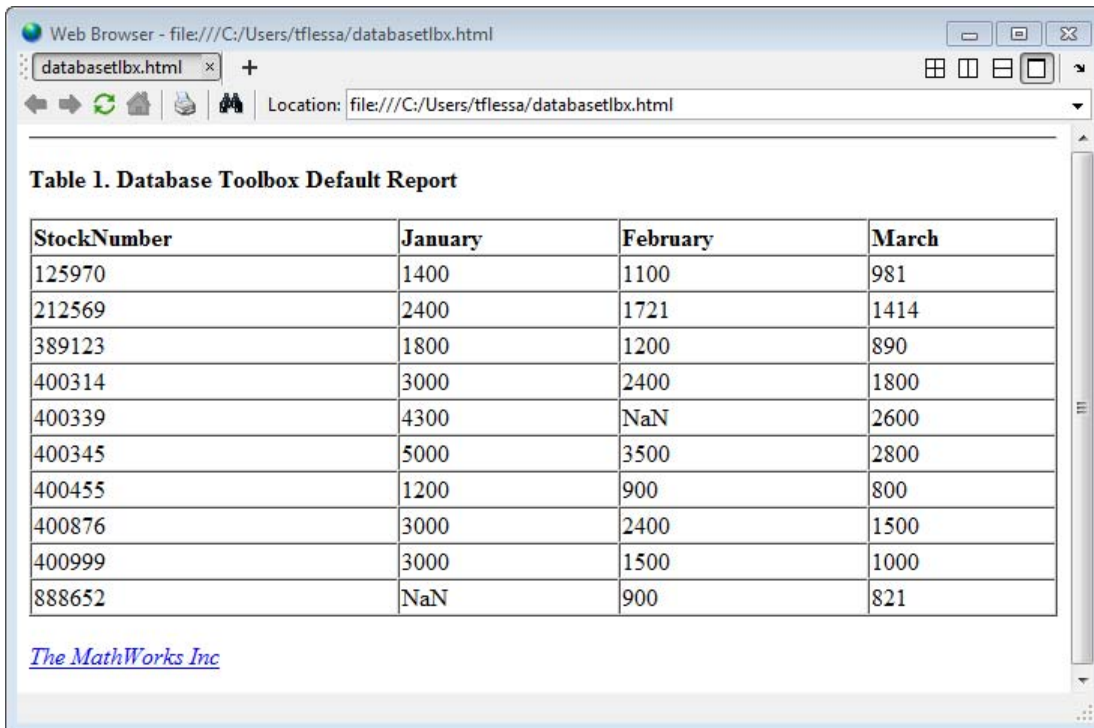 Web Browser - file:///C:/Users/tflessa/databasetlbx.html
databasetlbx.html
Location: file:///C:/Users/tflessa/databasetlbx.html
Table 1. Database Toolbox Default Report
StockNumber January February March
125970 1400 1100 981
212569 2400 1721 1414
389123 1800 1200 890
400314 3000 2400 1800
400339 4300 NaN 2600
400345 5000 3500 2800
400455 1200 900 800
400876 3000 2400 1500
400999 3000 1500 1000
888652 NaN 900 821
The MathWorks Inc